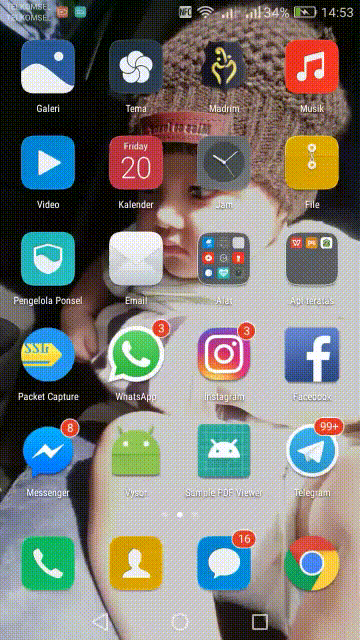 TELKOMSEL
TELKOMSEL
NFC
34%
14:53
Galeri
Tema
Madrim
Musik
Friday
20
Video
Kalender
Jam
File
Pengelola Ponsel
Email
Alat
Apl teratas
SSL
3
3
Packet Capture
WhatsApp
Instagram
Facebook
8
99+
Messenger
Vysor
Sample PDF Viewer
Telegram
16